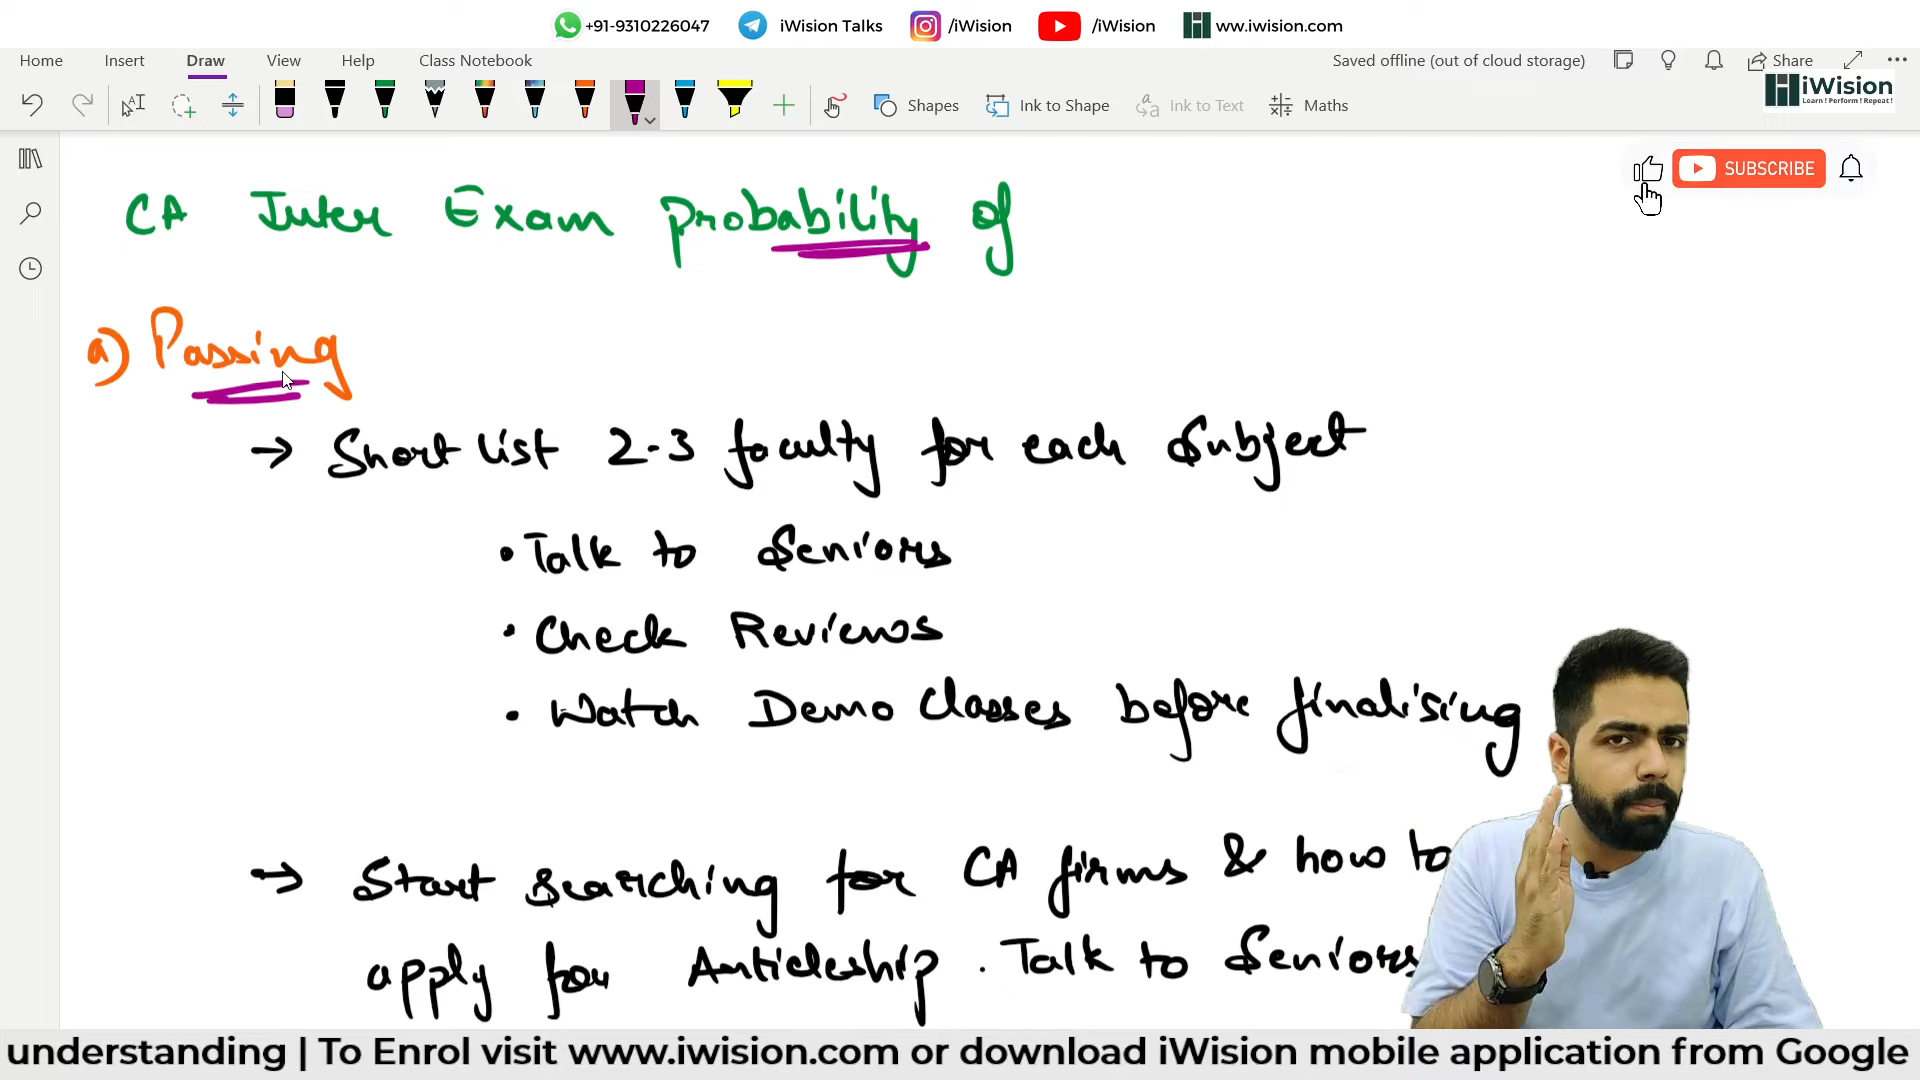 +91-9310226047 iWision Talks /iWision /iWision ww.iwision.com
Home Insert Draw View Help Class Notebook Saved offline (out of cloud storage) Share
Shapes Ink to Shape Ink to Text Maths
iWision
Learn ! Perform ! Repeat !
SUBSCRIBE
CA Inter Exam probability of
a) Passing
→ Short list 2-3 faculty for each Subject
• Talk to Seniors
• Check Reviews
• Watch Demo Classes before finalising
→ Start searching for CA firms & how to
apply for Articleship . Talk to Seniors
understanding | To Enrol visit www.iwision.com or download iWision mobile application from Google